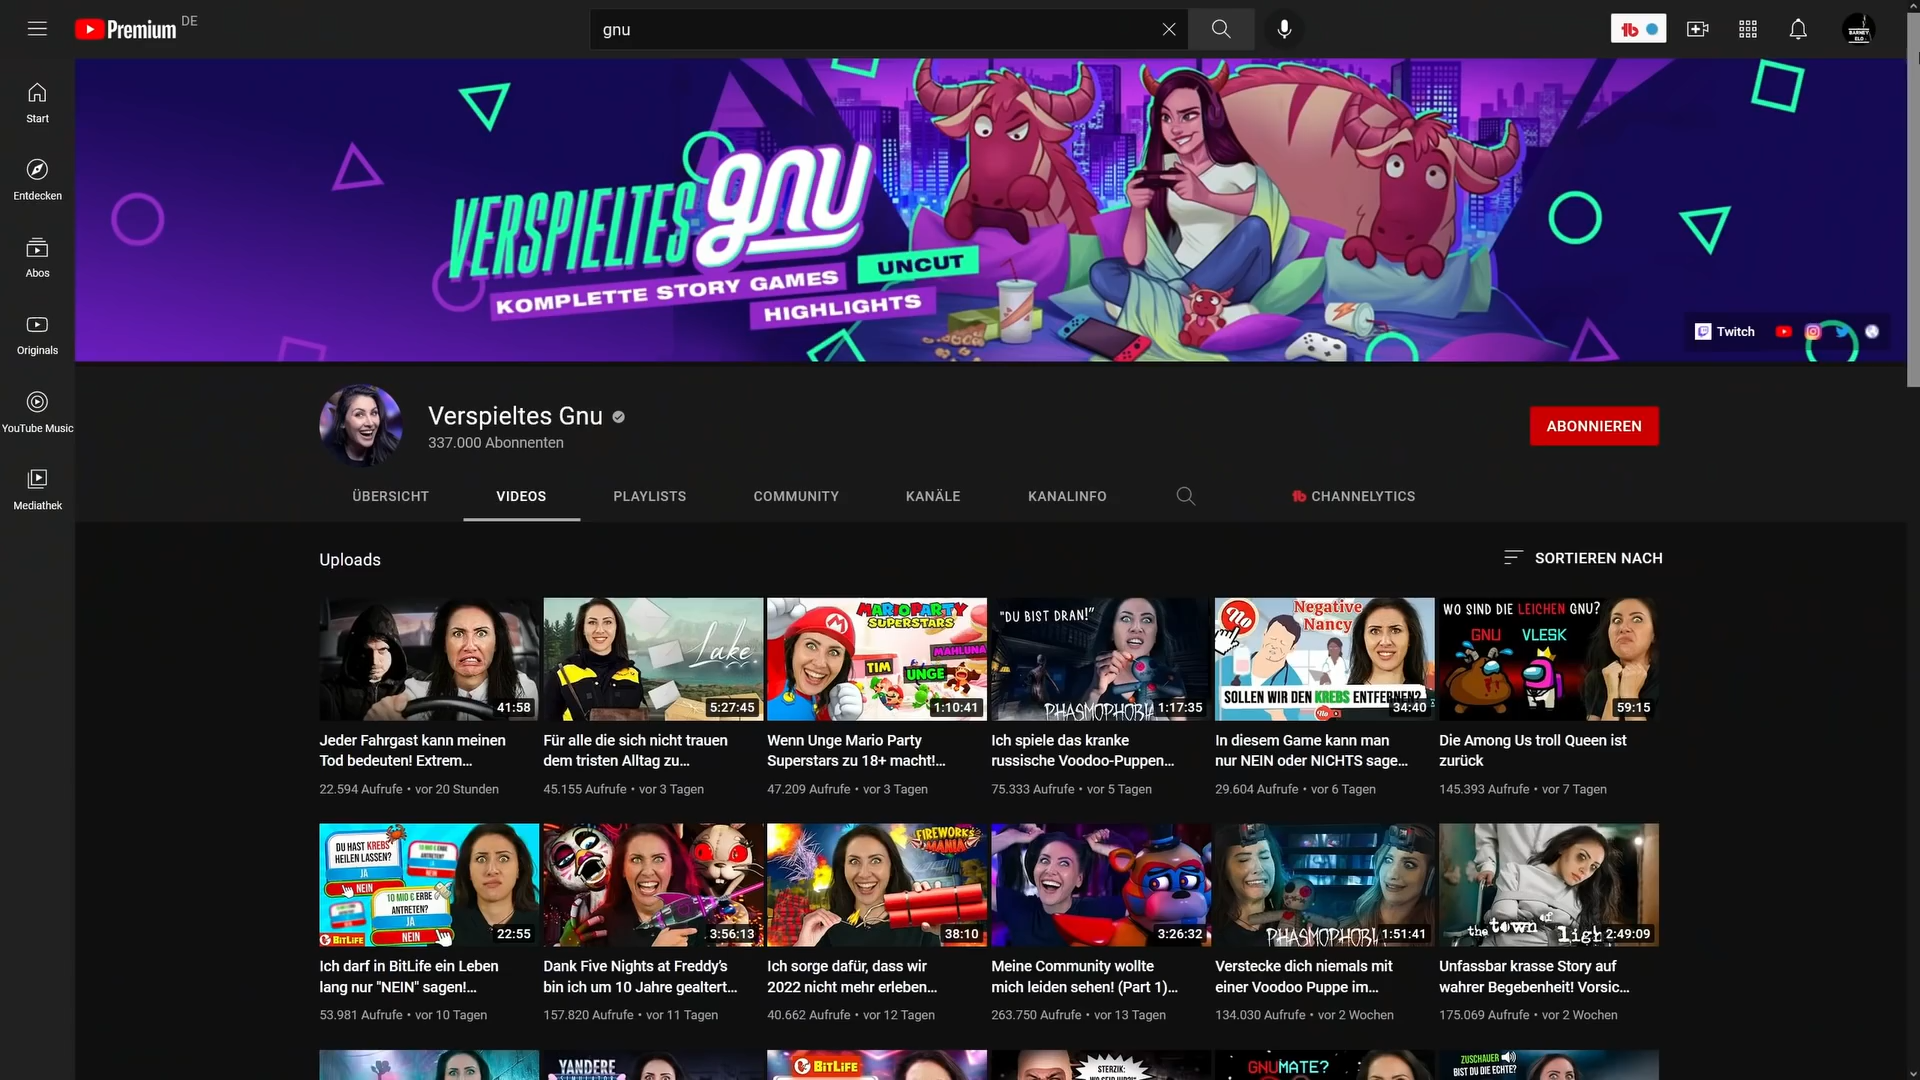 Premium DE
gnu
Start
Entdecken
Abos
Originals
YouTube Music
Mediathek
VERSPIELTES gnu
KOMPLETTE STORY GAMES UNCUT
HIGHLIGHTS
Twitch
Verspieltes Gnu
337.000 Abonnenten
ABONNIEREN
ÜBERSICHT VIDEOS PLAYLISTS COMMUNITY KANÄLE KANALINFO CHANNELYTICS
Uploads
SORTIEREN NACH
41:58
Lake
5:27:45
MARIO PARTY
SUPERSTARS
MAHLUNA
TIM
UNGE
1:10:41
"DU BIST DRAN!"
PHASMOPHOBIA
1:17:35
No
Negative
Nancy
SOLLEN WIR DEN KREBS ENTFERNEN?
34:40
WO SIND DIE LEICHEN GNU?
GNU VLESK
59:15
Jeder Fahrgast kann meinen
Tod bedeuten! Extrem...
22.594 Aufrufe • vor 20 Stunden
Für alle die sich nicht trauen
dem tristen Alltag zu...
45.155 Aufrufe • vor 3 Tagen
Wenn Unge Mario Party
Superstars zu 18+ macht!...
47.209 Aufrufe • vor 3 Tagen
Ich spiele das kranke
russische Voodoo-Puppen...
75.333 Aufrufe • vor 5 Tagen
In diesem Game kann man
nur NEIN oder NICHTS sage...
29.604 Aufrufe • vor 6 Tagen
Die Among Us troll Queen ist
zurück
145.393 Aufrufe • vor 7 Tagen
DU HAST KREBS
HEILEN LASSEN?
JA
NEIN
10 MIO € ERBE
ANTRETEN?
JA
NEIN
BITLIFE
22:55
3:56:13
FIREWORKS
MANIA
38:10
3:26:32
PHASMOPHOBI
1:51:41
the town of
light
2:49:09
Ich darf in BitLife ein Leben
lang nur "NEIN" sagen!...
53.981 Aufrufe • vor 10 Tagen
Dank Five Nights at Freddy's
bin ich um 10 Jahre gealtert...
157.820 Aufrufe • vor 11 Tagen
Ich sorge dafür, dass wir
2022 nicht mehr erleben...
40.662 Aufrufe • vor 12 Tagen
Meine Community wollte
mich leiden sehen! (Part 1)...
263.750 Aufrufe • vor 13 Tagen
Verstecke dich niemals mit
einer Voodoo Puppe im...
134.030 Aufrufe • vor 2 Wochen
Unfassbar krasse Story auf
wahrer Begebenheit! Vorsic...
175.069 Aufrufe • vor 2 Wochen
YANDERE
BITLIFE
STERZIK:
GNUMATE?
ZUSCHAUER
BIST DU DIE ECHTE?